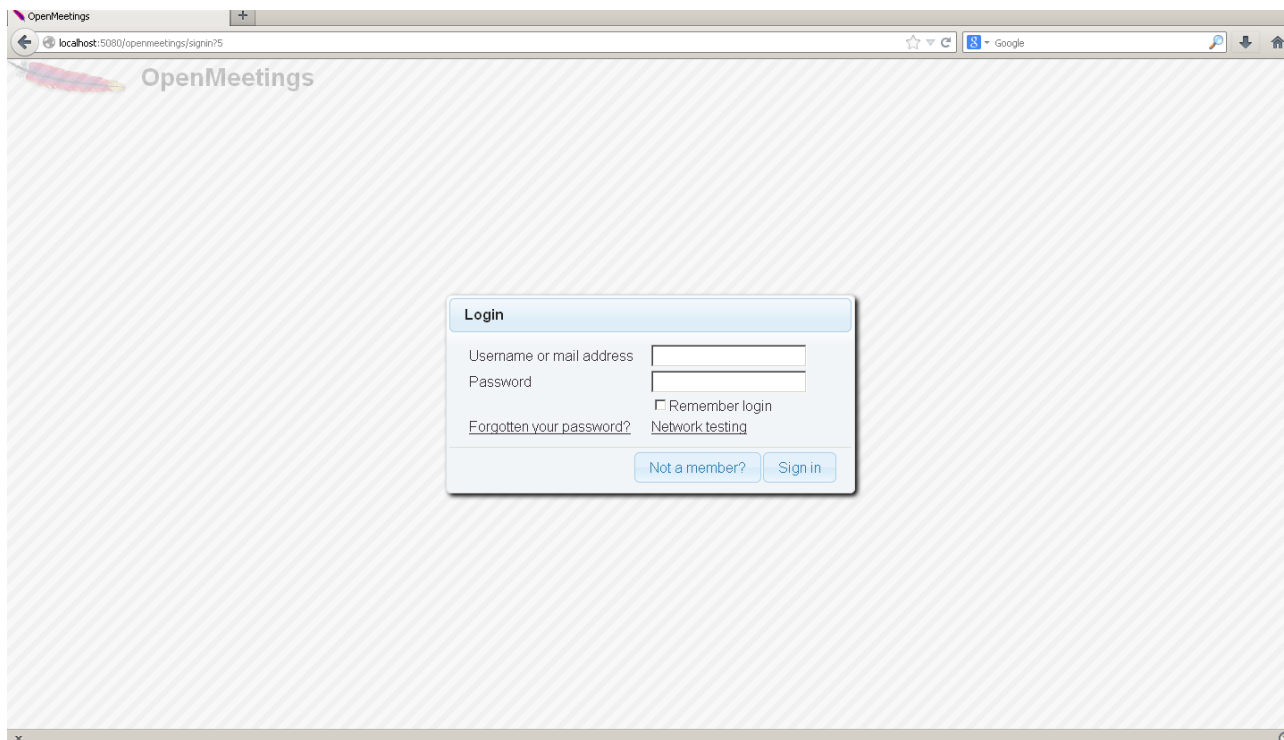 OpenMeetings
localhost:5080/openmeetings/signin?5
Google
OpenMeetings
Login
Username or mail address
Password
Remember login
Forgotten your password? Network testing
Not a member? Sign in